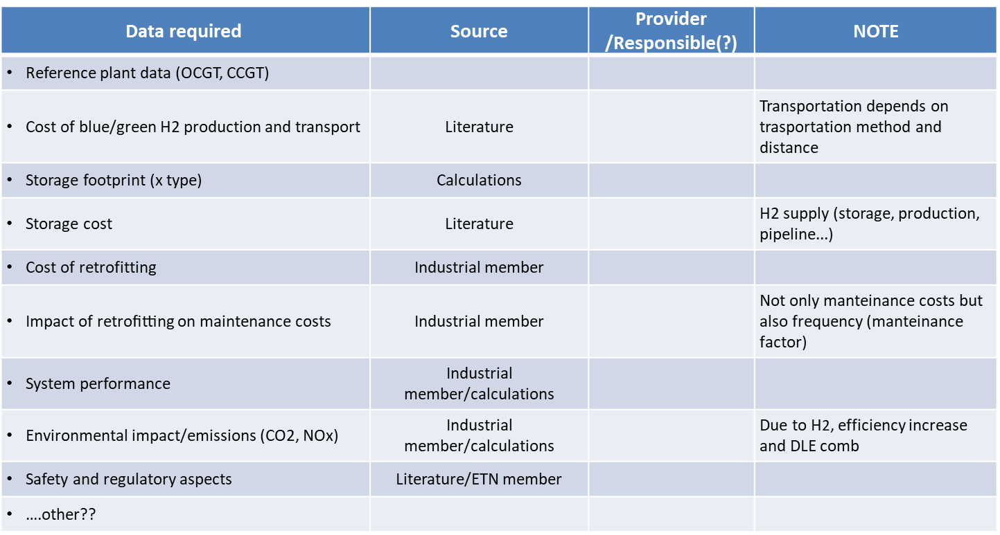 Data required
Source
Provider
/Responsible(?)
NOTE
• Reference plant data (OCGT, CCGT)
• Cost of blue/green H2 production and transport
Literature
Transportation depends on
trasportation method and
distance
• Storage footprint (x type)
Calculations
• Storage cost
Literature
H2 supply (storage, production,
pipeline...)
• Cost of retrofitting
Industrial member
• Impact of retrofitting on maintenance costs
Industrial member
Not only manteinance costs but
also frequency (manteinance
factor)
• System performance
Industrial
member/calculations
• Environmental impact/emissions (CO2, NOx)
Industrial
member/calculations
Due to H2, efficiency increase
and DLE comb
• Safety and regulatory aspects
Literature/ETN member
• ....other??